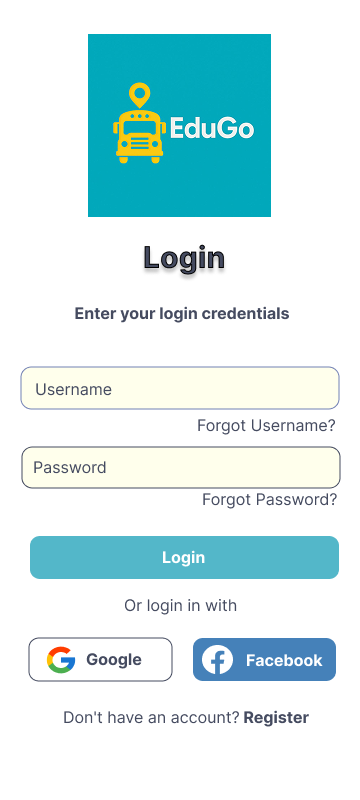 EduGo
Login
Enter your login credentials
Username
Forgot Username?
Password
Forgot Password?
Login
Or login in with
Google
Facebook
Don't have an account? Register